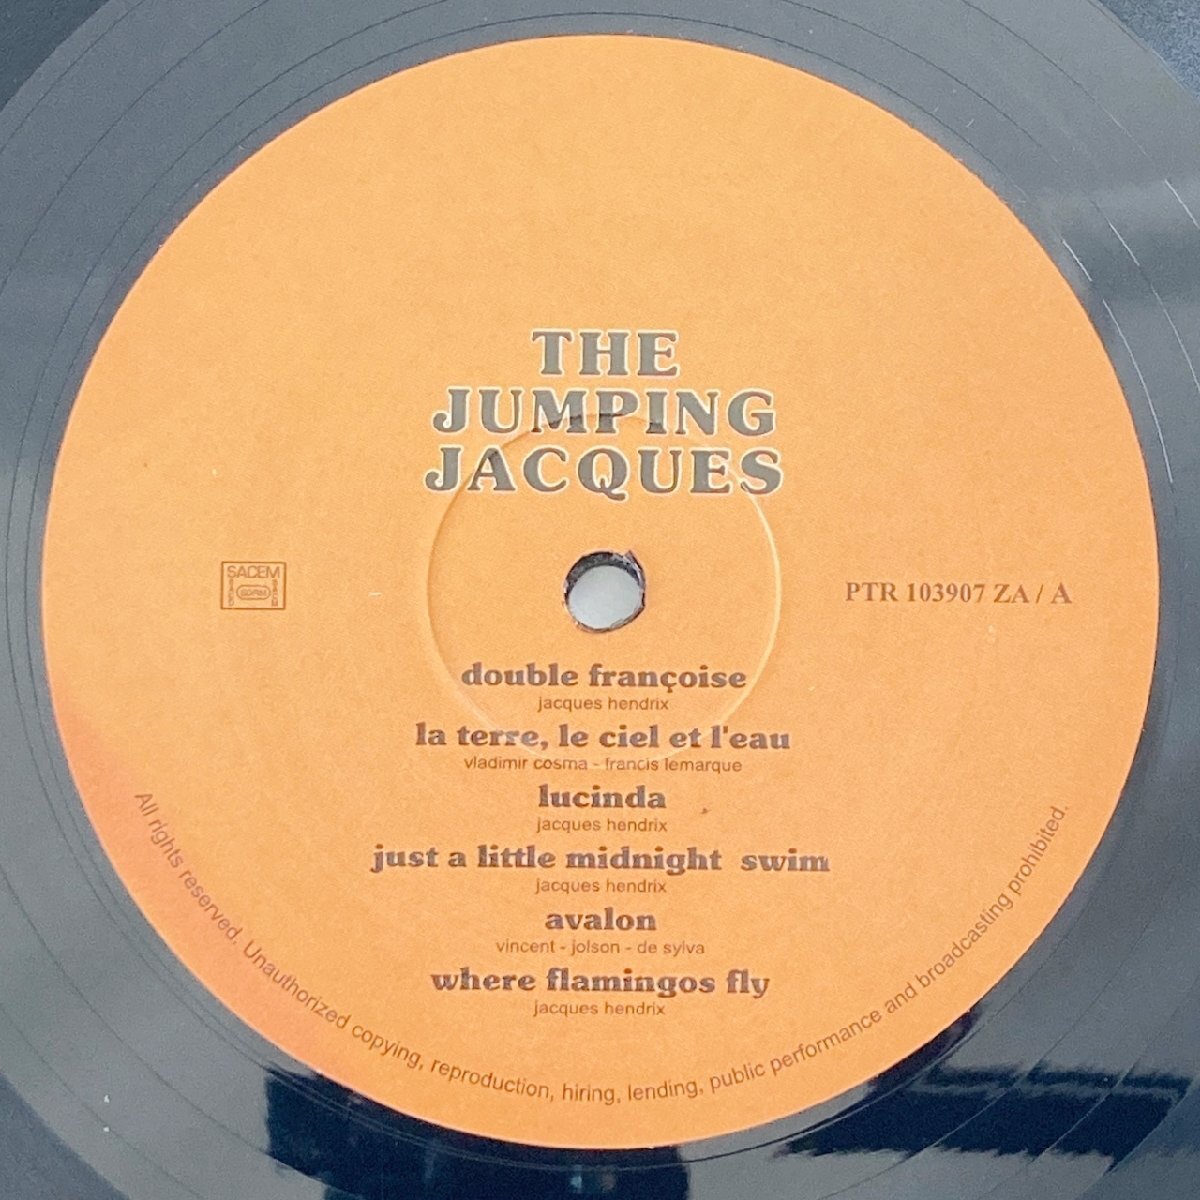 THE
JUMPING
JACQUES
SACEM
PTR 103907 ZA / A
double françoise
jacques hendrix
la terre, le ciel et l'eau
vladimir cosma - francis lemarque
lucinda
jacques hendrix
just a little midnight swim
jacques hendrix
avalon
vincent - jolson - de sylva
where flamingos fly
jacques hendrix
All rights reserved. Unauthorized copying, reproduction, hiring, lending, public performance and broadcasting prohibited.